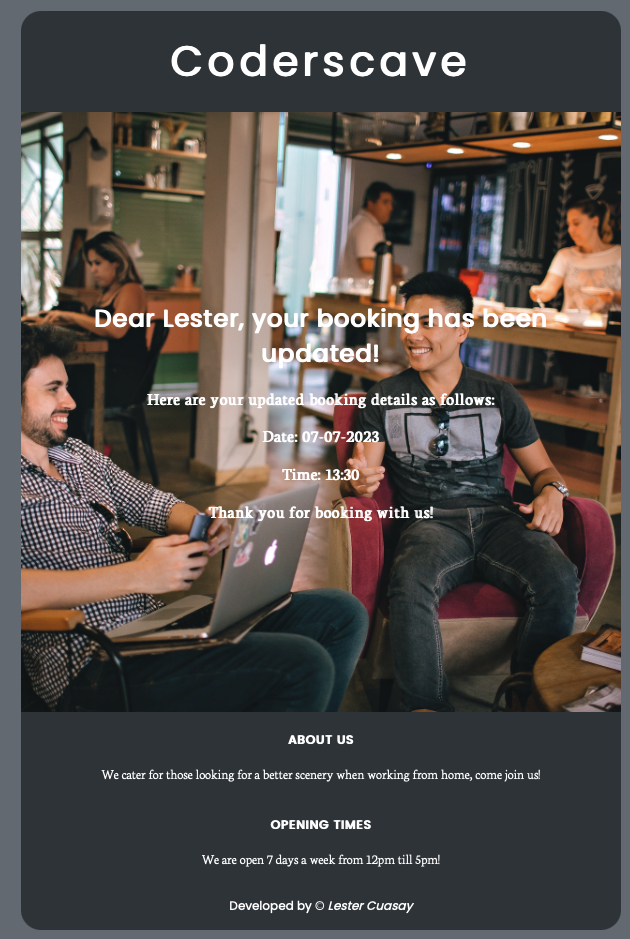 Coderscave
Dear Lester, your booking has been
updated!
Here are your updated booking details as follows:
Date: 07-07-2023
Time: 13:30
Thank you for booking with us!
ABOUT US
We cater for those looking for a better scenery when working from home, come join us!
OPENING TIMES
We are open 7 days a week from 12pm till 5pm!
Developed by © Lester Cuasay